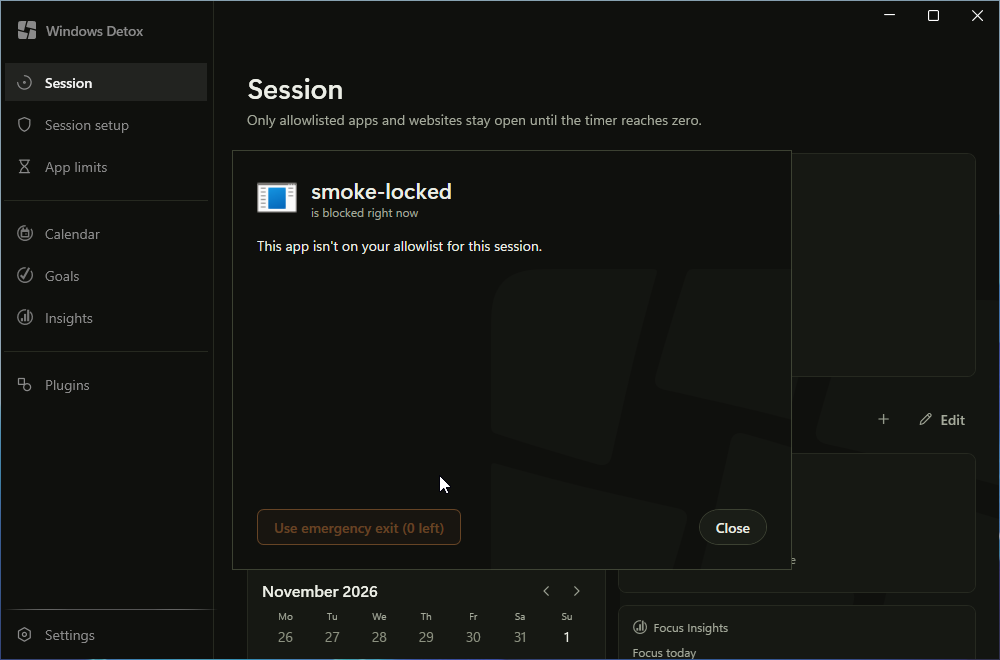 Windows Detox
Session
Session setup
App limits
Calendar
Goals
Insights
Plugins
Settings
Session
Only allowlisted apps and websites stay open until the timer reaches zero.
smoke-locked
is blocked right now
This app isn't on your allowlist for this session.
Use emergency exit (0 left)
Close
Edit
November 2026
Mo Tu We Th Fr Sa Su
26 27 28 29 30 31 1
Focus Insights
Focus today